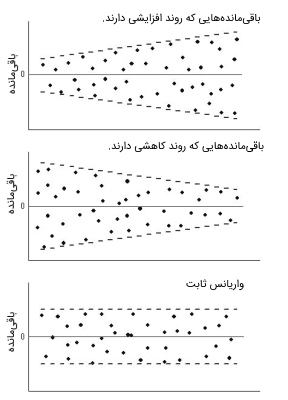 باقی‌مانده‌هایی که روند افزایشی دارند.
باقی‌مانده
0
باقی‌مانده‌هایی که روند کاهشی دارند.
باقی‌مانده
0
واریانس ثابت
باقی‌مانده
0